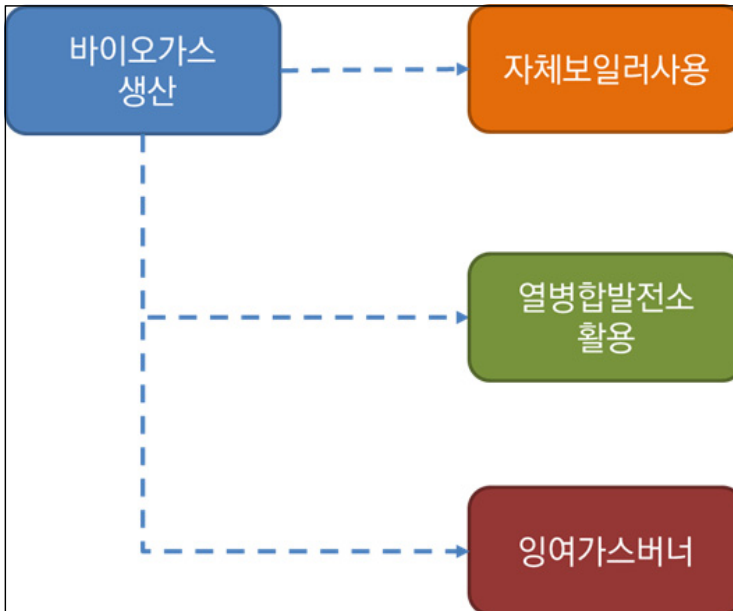 바이오가스
생산
자체보일러사용
열병합발전소
활용
잉여가스버너